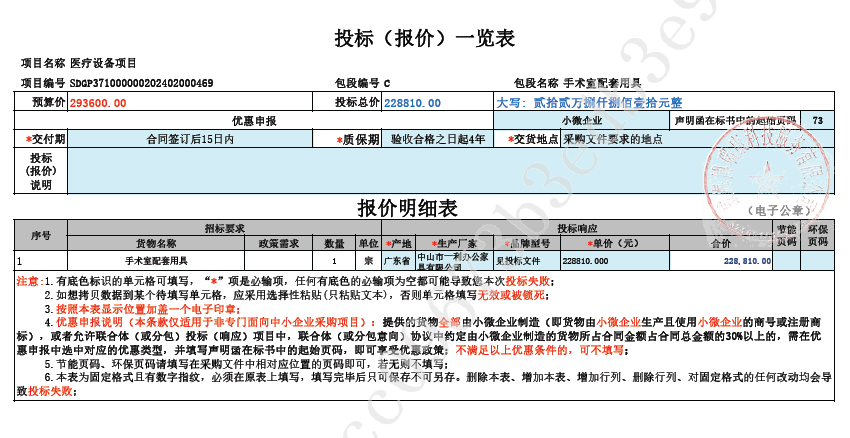 投标（报价）一览表
项目名称 医疗设备项目
项目编号 SDGP371000000202402000469 包段编号 C 包段名称 手术室配套用具
预算价 293600.00 投标总价 228810.00 大写: 贰拾贰万捌仟捌佰壹拾元整
优惠申报 小微企业 声明函在标书中的起始页码 73
*交付期 合同签订后15日内 *质保期 验收合格之日起4年 *交货地点 采购文件要求的地点
投标
(报价)
说明
报价明细表
（电子公章）
序号 招标要求 投标响应 节能页码 环保页码
货物名称 政策需求 数量 单位 *产地 *生产厂家 *品牌型号 *单价（元） 合价
1 手术室配套用具 1 宗 广东省 中山市一利办公家具有限公司 见投标文件 228810.000 228,810.00
注意:1.有底色标识的单元格可填写，“*”项是必输项，任何有底色的必输项为空都可能导致您本次投标失败;
2.如想拷贝数据到某个待填写单元格，应采用选择性粘贴(只粘贴文本)，否则单元格填写无效或被锁死;
3.按照本表显示位置加盖一个电子印章;
4.优惠申报说明（本条款仅适用于非专门面向中小企业采购项目）: 提供的货物全部由小微企业制造（即货物由小微企业生产且使用小微企业的商号或注册商
标），或者允许联合体（或分包）投标（响应）项目中，联合体（或分包意向）协议中约定由小微企业制造的货物所占合同金额占合同总金额的30%以上的，需在优
惠申报中选中对应的优惠类型，并填写声明函在标书中的起始页码，即可享受优惠政策; 不满足以上优惠条件的，可不填写;
5.节能页码、环保页码请填写在采购文件中相对应位置的页码即可，若无则不填写;
6.本表为固定格式且有数字指纹，必须在原表上填写，填写完毕后只可保存不可另存。删除本表、增加本表、增加行列、删除行列、对固定格式的任何改动均会导
致投标失败;